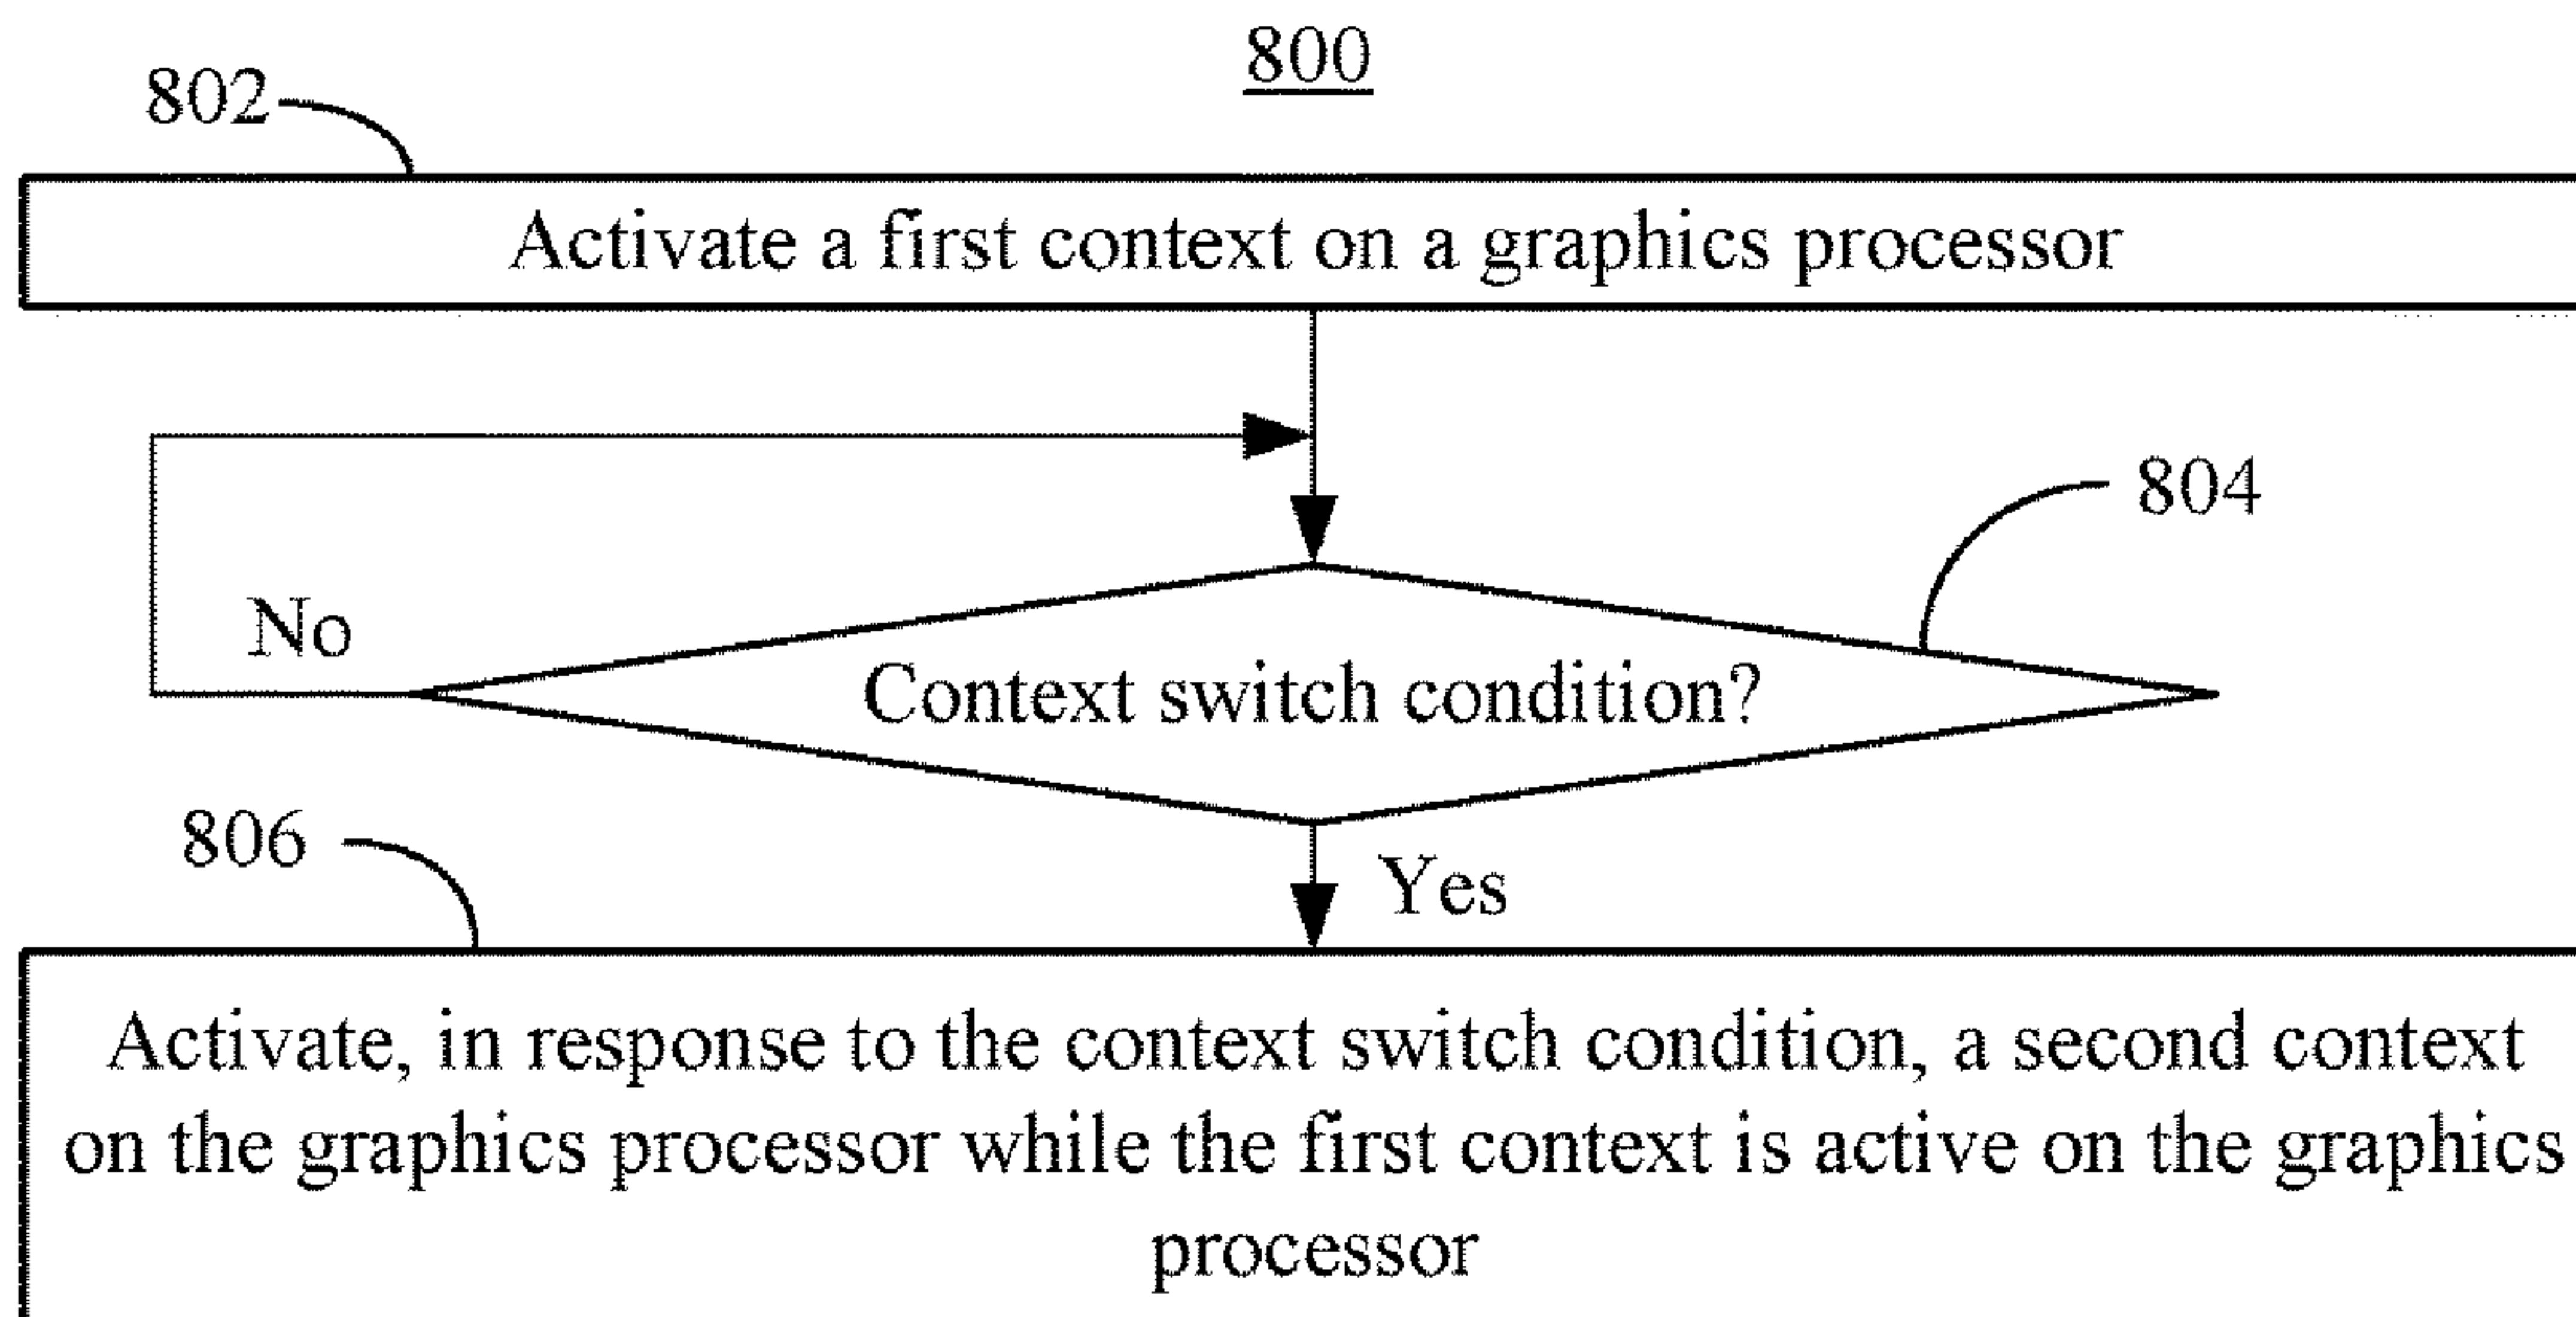 800
802
Activate a first context on a graphics processor
804
No
Context switch condition?
806
Yes
Activate, in response to the context switch condition, a second context
on the graphics processor while the first context is active on the graphics
processor